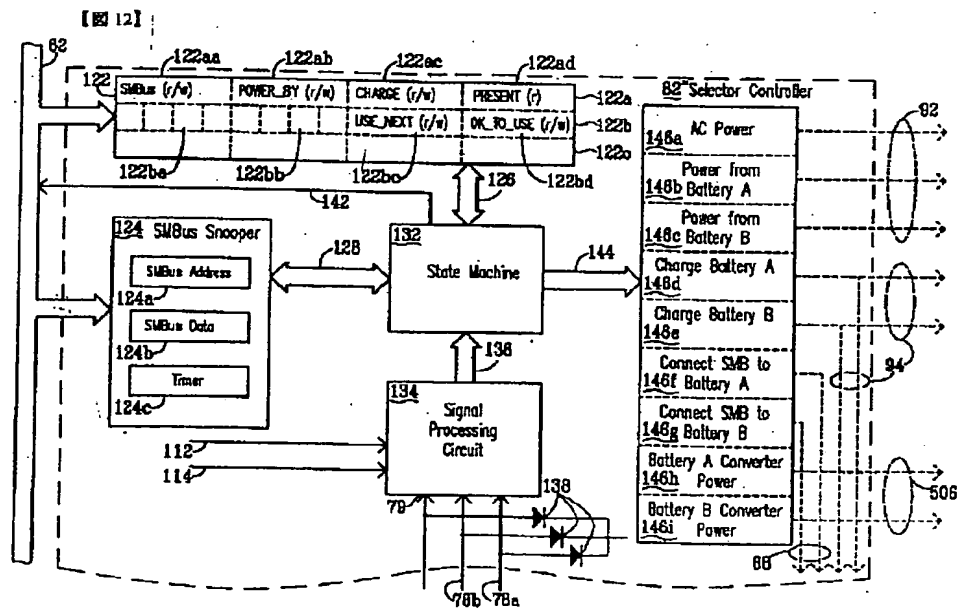 【図 12】
62
122aa
122ab
122ac
122ad
122
SMBus (r/w)
POWER_BY (r/w)
CHARGE (r/w)
PRESENT (r)
122a
USE_NEXT (r/w)
OK_TO_USE (r/w)
122b
122c
122ba
122bb
122bc
122bd
142
126
82 Selector Controller
AC Power
146a
Power from
146b Battery A
Power from
146c Battery B
Charge Battery A
146d
Charge Battery B
146e
Connect SMB to
146f Battery A
Connect SMB to
146g Battery B
Battery A Converter
146h Power
Battery B Converter
146i Power
92
94
506
88
124 SMBus Snooper
SMBus Address
124a
SMBus Data
124b
Timer
124c
128
132
State Machine
144
136
134
Signal
Processing
Circuit
112
114
79
138
78b
78a